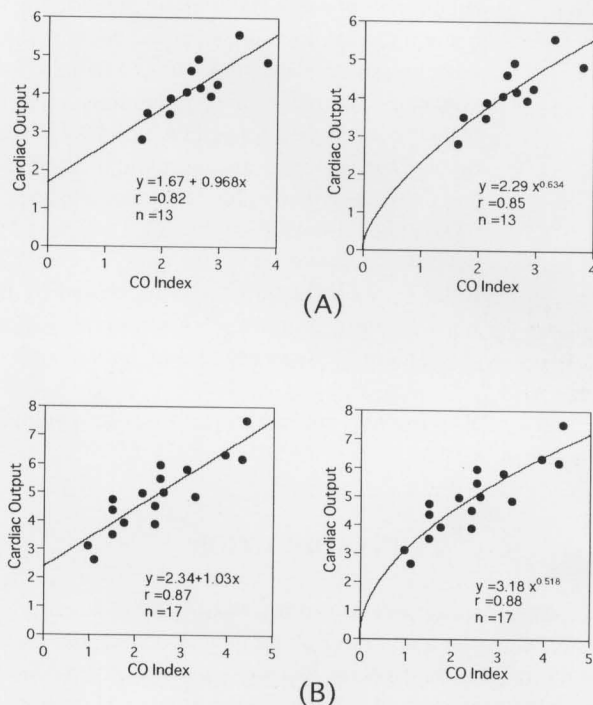 6
5
4
3
2
1
0
Cardiac Output
y =1.67 + 0.968x
r =0.82
n =13
0 1 2 3 4
CO Index
6
5
4
3
2
1
0
Cardiac Output
y =2.29 x^0.634
r =0.85
n =13
0 1 2 3 4
CO Index
(A)
8
7
6
5
4
3
2
1
0
Cardiac Output
y=2.34+1.03x
r =0.87
n =17
0 1 2 3 4 5
CO Index
8
7
6
5
4
3
2
1
0
Cardiac Output
y =3.18 x^0.518
r =0.88
n =17
0 1 2 3 4 5
CO Index
(B)